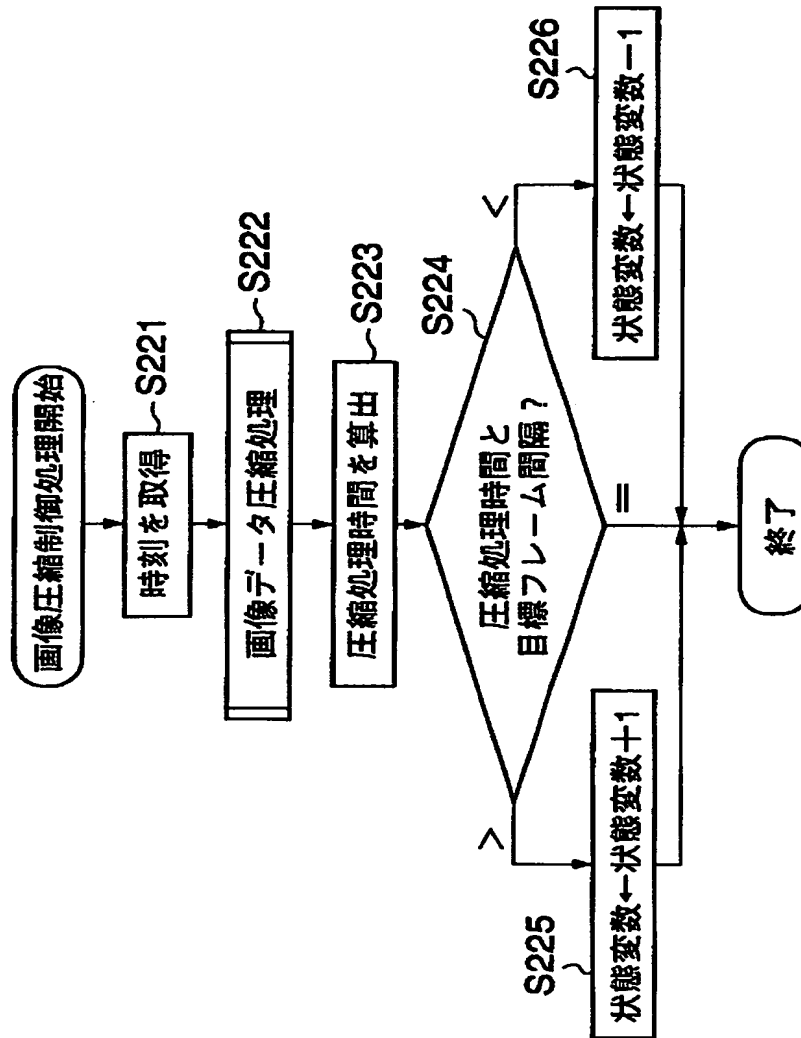 画像圧縮制御処理開始
時刻を取得
S221
画像データ圧縮処理
S222
圧縮処理時間を算出
S223
圧縮処理時間と
目標フレーム間隔?
S224
>
<
=
S225
状態変数←状態変数+1
S226
状態変数←状態変数-1
終了